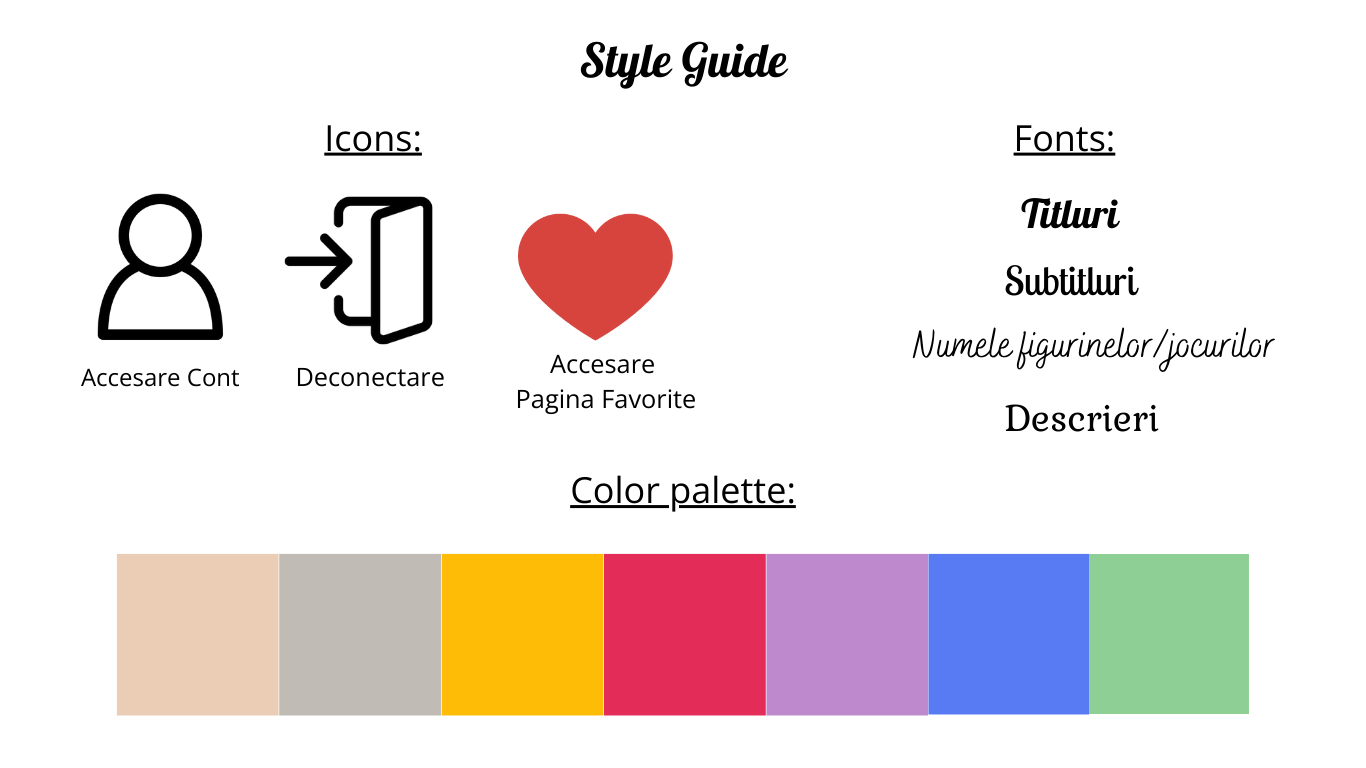 Style Guide
Icons:
Accesare Cont
Deconectare
Accesare
Pagina Favorite
Fonts:
Titluri
Subtitluri
Numele figurinelor/jocurilor
Descrieri
Color palette: